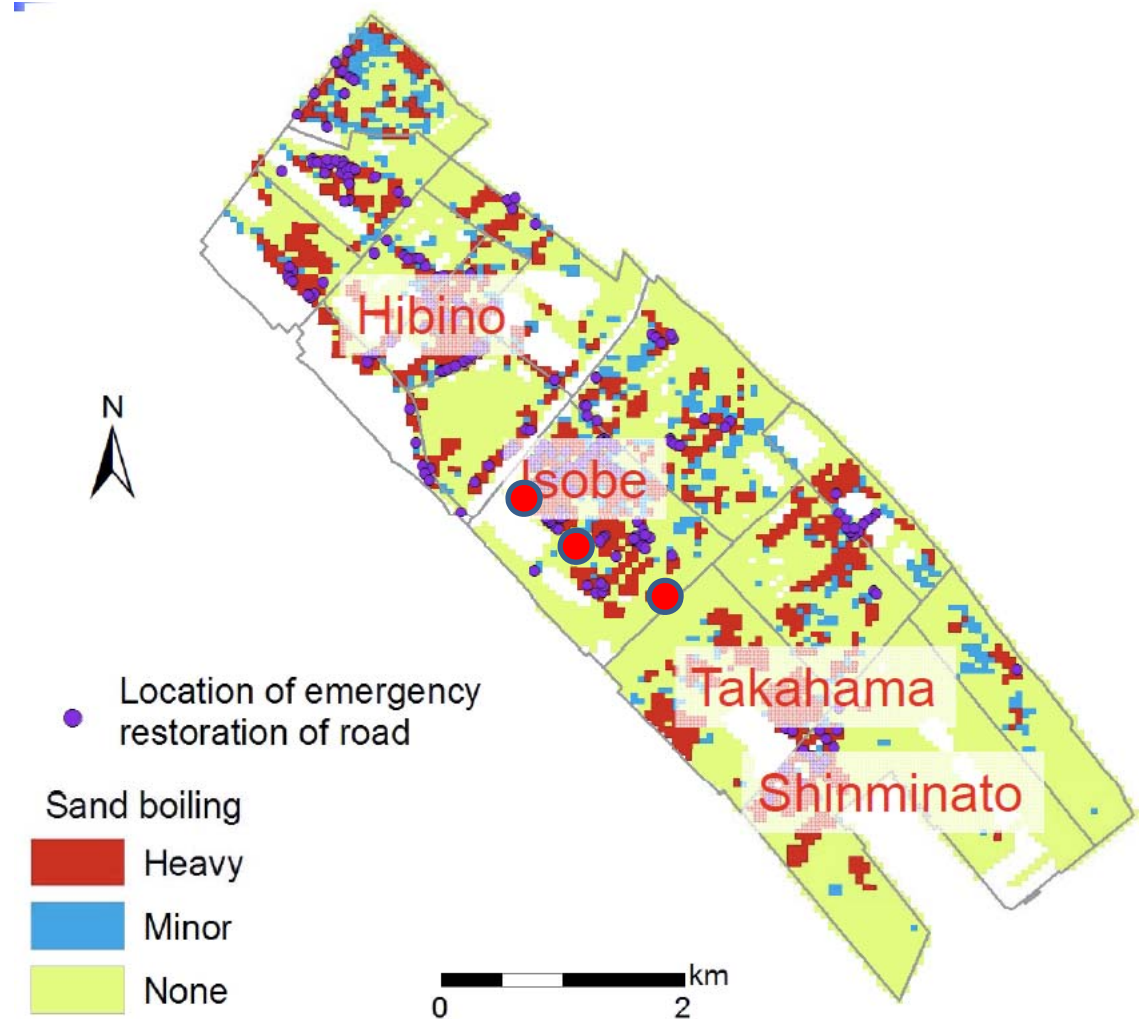 Hibino
N
Isobe
Takahama
Shinminato
Location of emergency
restoration of road
Sand boiling
Heavy
Minor
None
km
0 2